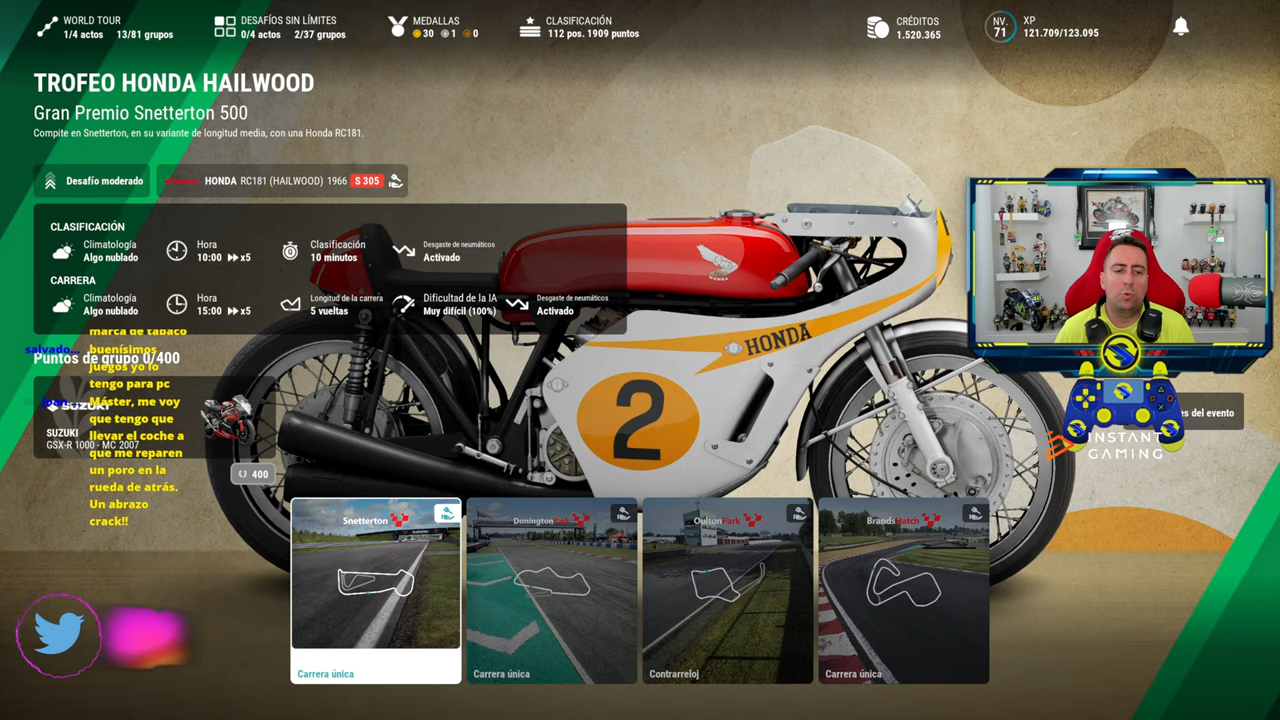 WORLD TOUR
1/4 actos 13/81 grupos
DESAFÍOS SIN LÍMITES
0/4 actos 2/37 grupos
MEDALLAS
30 1 0
CLASIFICACIÓN
112 pos. 1909 puntos
CRÉDITOS
1.520.365
NV.
71
XP
121.709/123.095
TROFEO HONDA HAILWOOD
Gran Premio Snetterton 500
Compite en Snetterton, en su variante de longitud media, con una Honda RC181.
Desafío moderado
HONDA RC181 (HAILWOOD) 1966 S 305
CLASIFICACIÓN
Climatología
Algo nublado
Hora
10:00 x5
Clasificación
10 minutos
Desgaste de neumáticos
Activado
CARRERA
Climatología
Algo nublado
Hora
15:00 x5
Longitud de la carrera
5 vueltas
Dificultad de la IA
Muy difícil (100%)
Desgaste de neumáticos
Activado
marca de tabaco
salvado... buenísimos
juegos yo lo
tengo para pc
Máster, me voy
que tengo que
llevar el coche a
que me reparen
un poro en la
rueda de atrás.
Un abrazo
crack!!
Puntos de grupo 0/400
SUZUKI
SUZUKI
GSX-R 1000 - MC 2007
400
HONDA
2
es del evento
INSTANT
GAMING
Snetterton
Carrera única
DoningtonPark
Carrera única
OultonPark
Contrarreloj
BrandsHatch
Carrera única